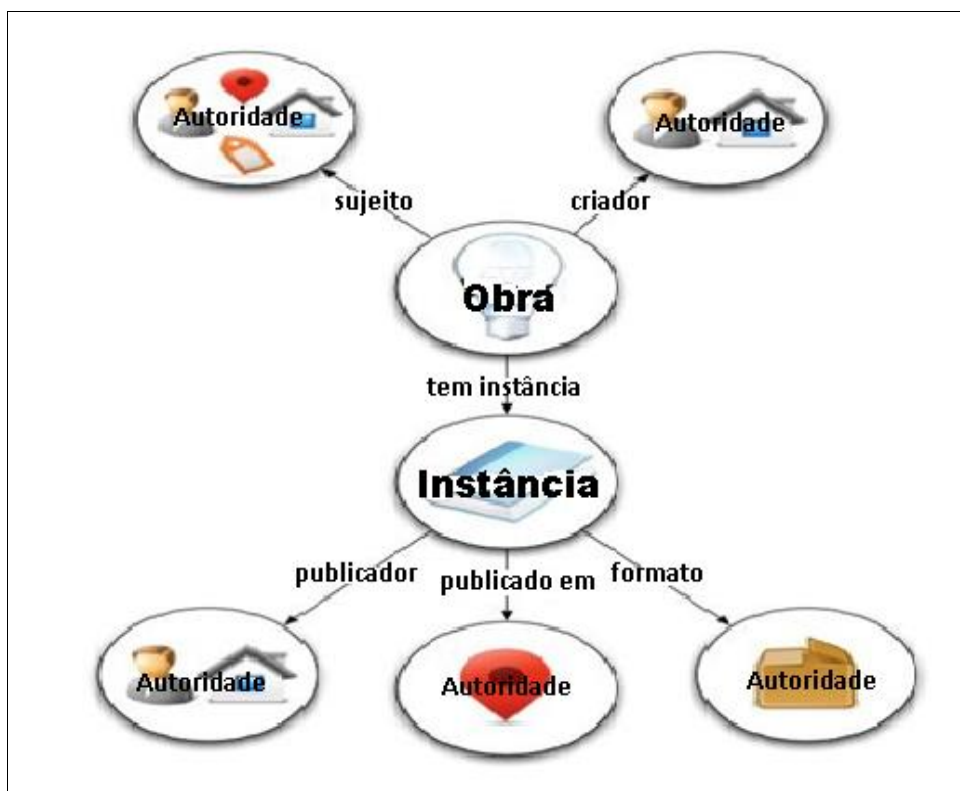 Autoridade
Autoridade
sujeito
criador
Obra
tem instância
Instância
publicador
publicado em
formato
Autoridade
Autoridade
Autoridade